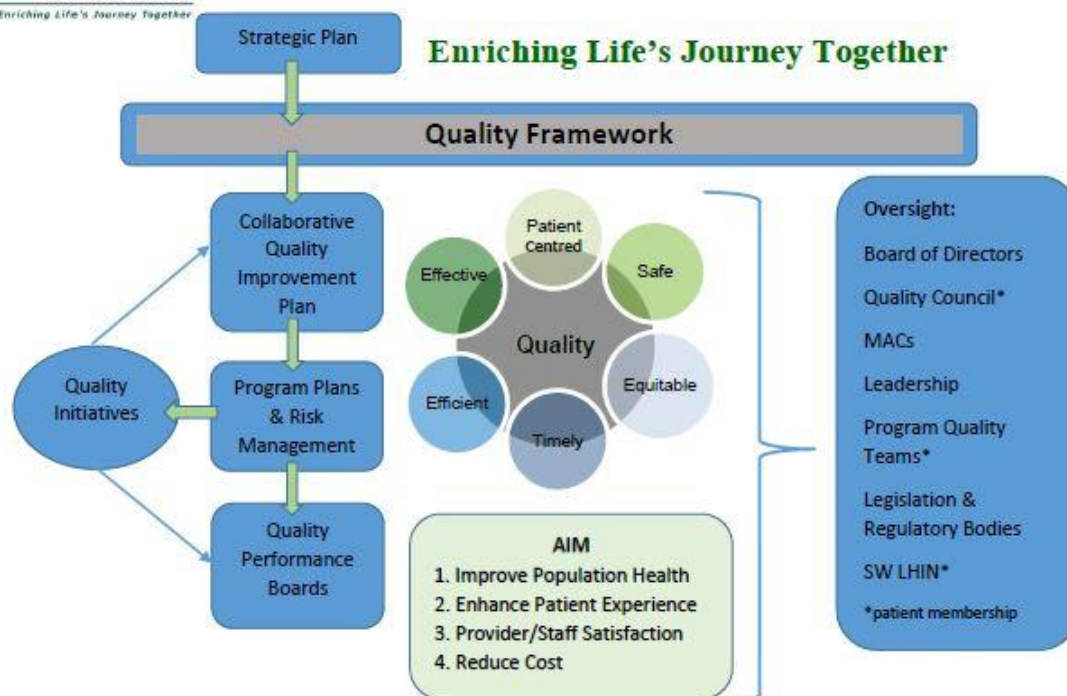 Enriching Life's Journey Together
Strategic Plan
Enriching Life's Journey Together
Quality Framework
Collaborative
Quality
Improvement
Plan
Quality
Initiatives
Program Plans
& Risk
Management
Quality
Performance
Boards
Patient
Centred
Effective
Safe
Quality
Efficient
Equitable
Timely
AIM
1. Improve Population Health
2. Enhance Patient Experience
3. Provider/Staff Satisfaction
4. Reduce Cost
Oversight:
Board of Directors
Quality Council*
MACs
Leadership
Program Quality
Teams*
Legislation &
Regulatory Bodies
SW LHIN*
*patient membership